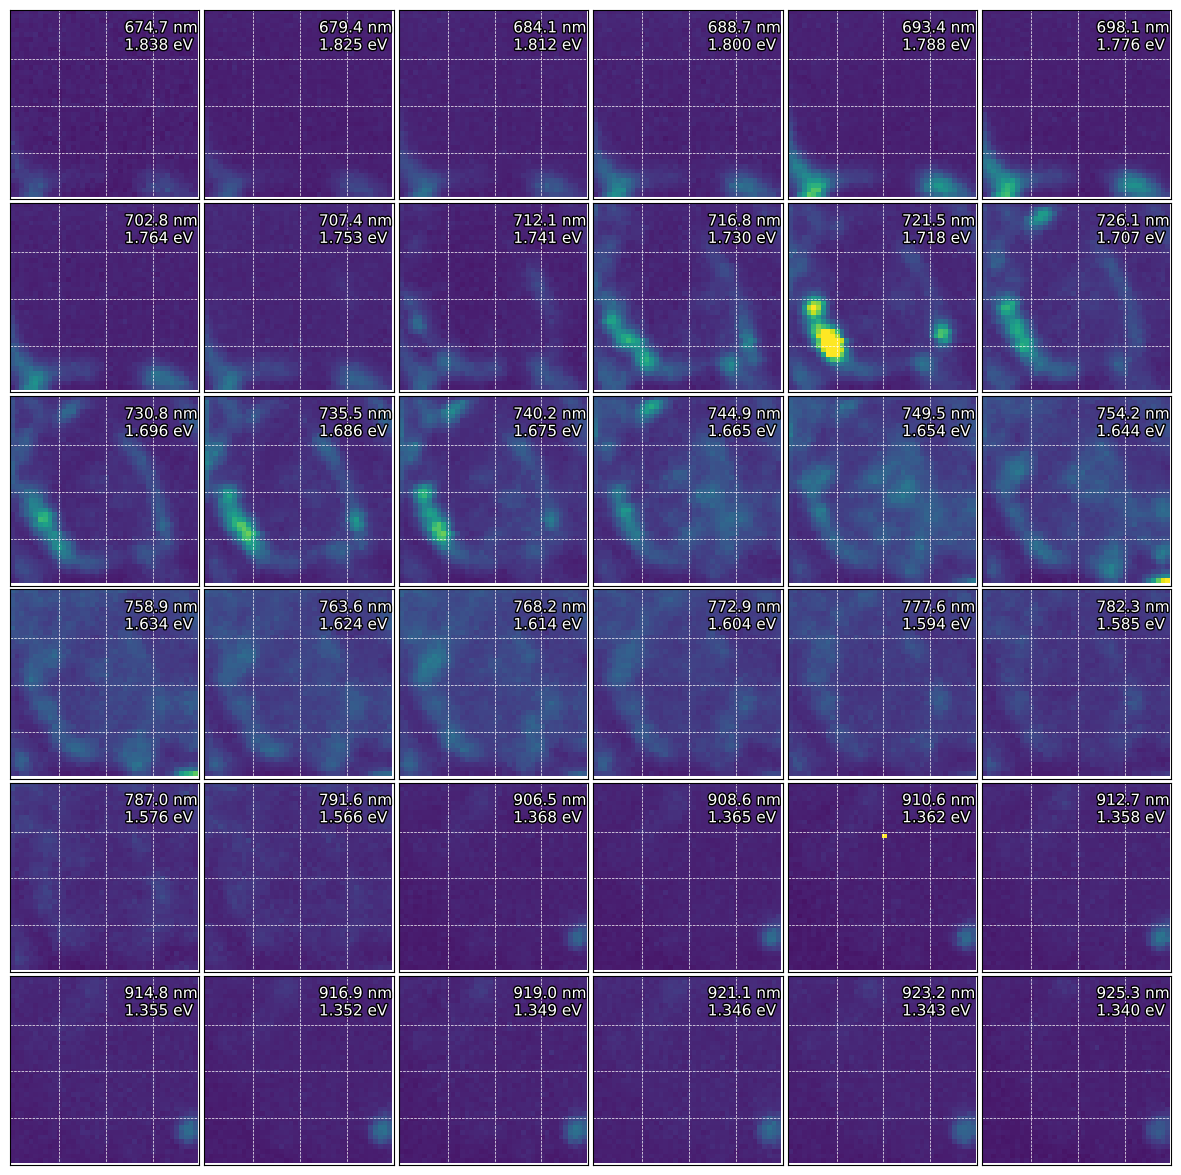 674.7 nm
1.838 eV
679.4 nm
1.825 eV
684.1 nm
1.812 eV
688.7 nm
1.800 eV
693.4 nm
1.788 eV
698.1 nm
1.776 eV
702.8 nm
1.764 eV
707.4 nm
1.753 eV
712.1 nm
1.741 eV
716.8 nm
1.730 eV
721.5 nm
1.718 eV
726.1 nm
1.707 eV
730.8 nm
1.696 eV
735.5 nm
1.686 eV
740.2 nm
1.675 eV
744.9 nm
1.665 eV
749.5 nm
1.654 eV
754.2 nm
1.644 eV
758.9 nm
1.634 eV
763.6 nm
1.624 eV
768.2 nm
1.614 eV
772.9 nm
1.604 eV
777.6 nm
1.594 eV
782.3 nm
1.585 eV
787.0 nm
1.576 eV
791.6 nm
1.566 eV
906.5 nm
1.368 eV
908.6 nm
1.365 eV
910.6 nm
1.362 eV
912.7 nm
1.358 eV
914.8 nm
1.355 eV
916.9 nm
1.352 eV
919.0 nm
1.349 eV
921.1 nm
1.346 eV
923.2 nm
1.343 eV
925.3 nm
1.340 eV